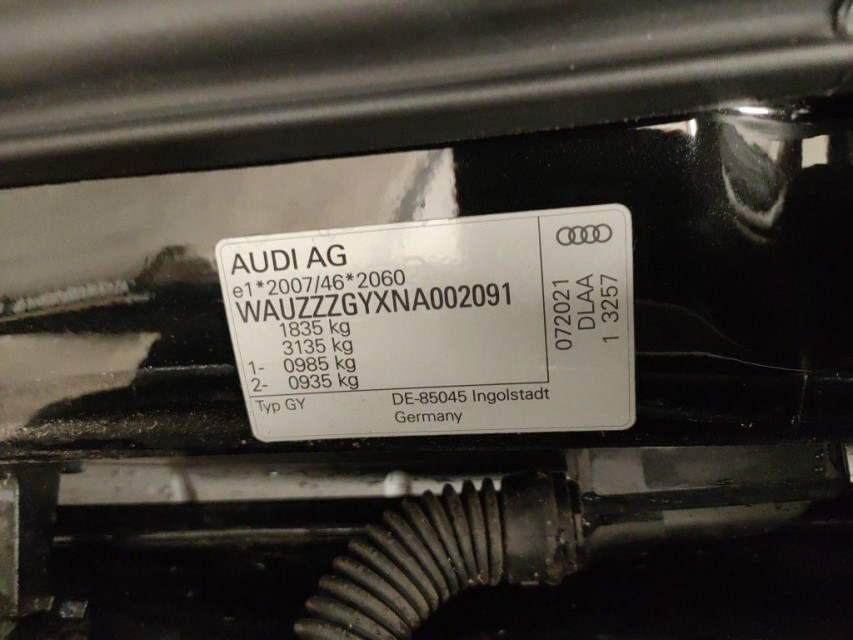 AUDI AG
e1*2007/46*2060
WAUZZZGYXNA002091
1835 kg
3135 kg
1- 0985 kg
2- 0935 kg
Typ GY
DE-85045 Ingolstadt
Germany
072021
DLAA
1 3257